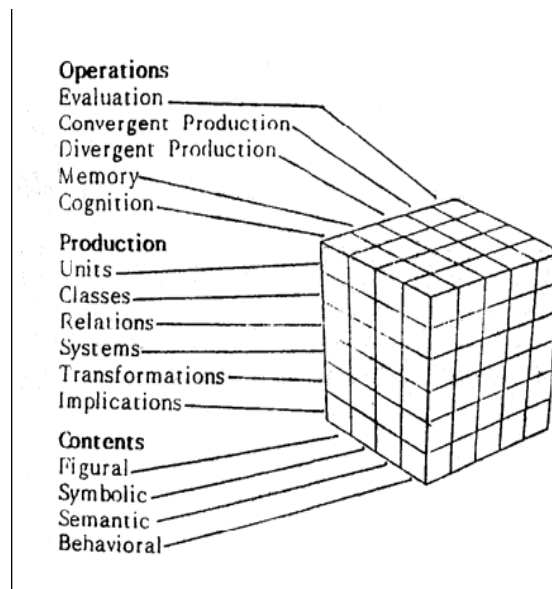 Operations
Evaluation
Convergent Production
Divergent Production
Memory
Cognition
Production
Units
Classes
Relations
Systems
Transformations
Implications
Contents
Figural
Symbolic
Semantic
Behavioral